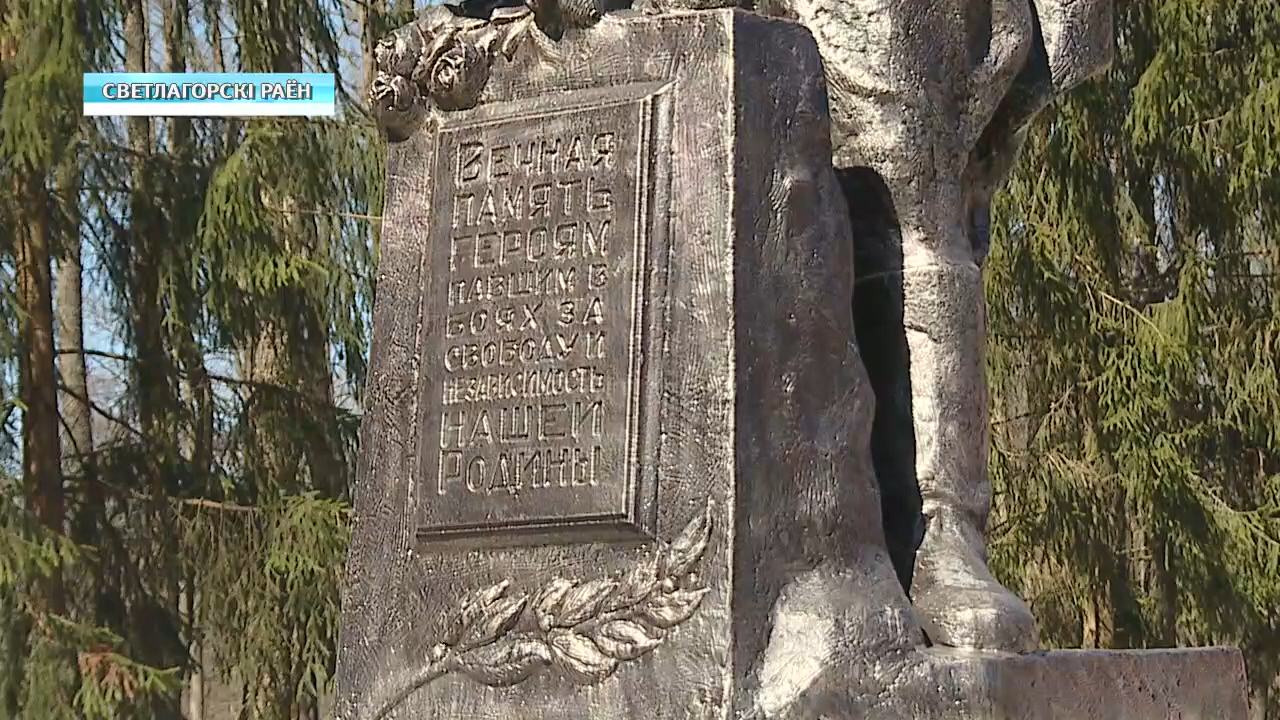 СВЕТЛАГОРСКІ РАЁН
ВЕЧНАЯ
ПАМЯТЬ
ГЕРОЯМ
ПАВШИМ В
БОЯХ ЗА
СВОБОДУ И
НЕЗАВИСИМОСТЬ
НАШЕЙ
РОДИНЫ